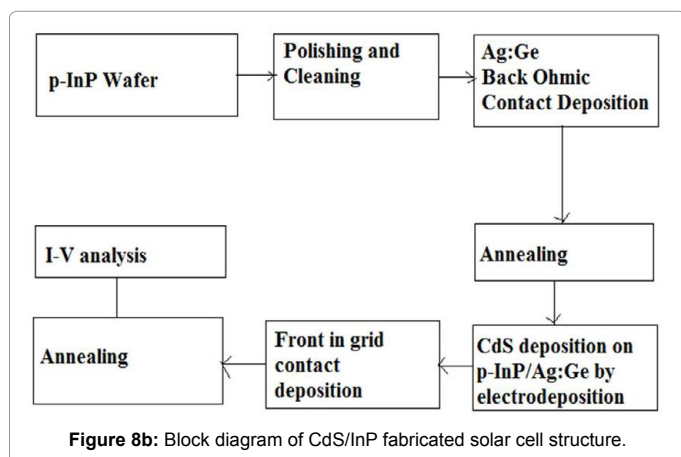 p-InP Wafer
Polishing and
Cleaning
Ag:Ge
Back Ohmic
Contact Deposition
Annealing
CdS deposition on
p-InP/Ag:Ge by
electrodeposition
Front in grid
contact
deposition
Annealing
I-V analysis
Figure 8b: Block diagram of CdS/InP fabricated solar cell structure.